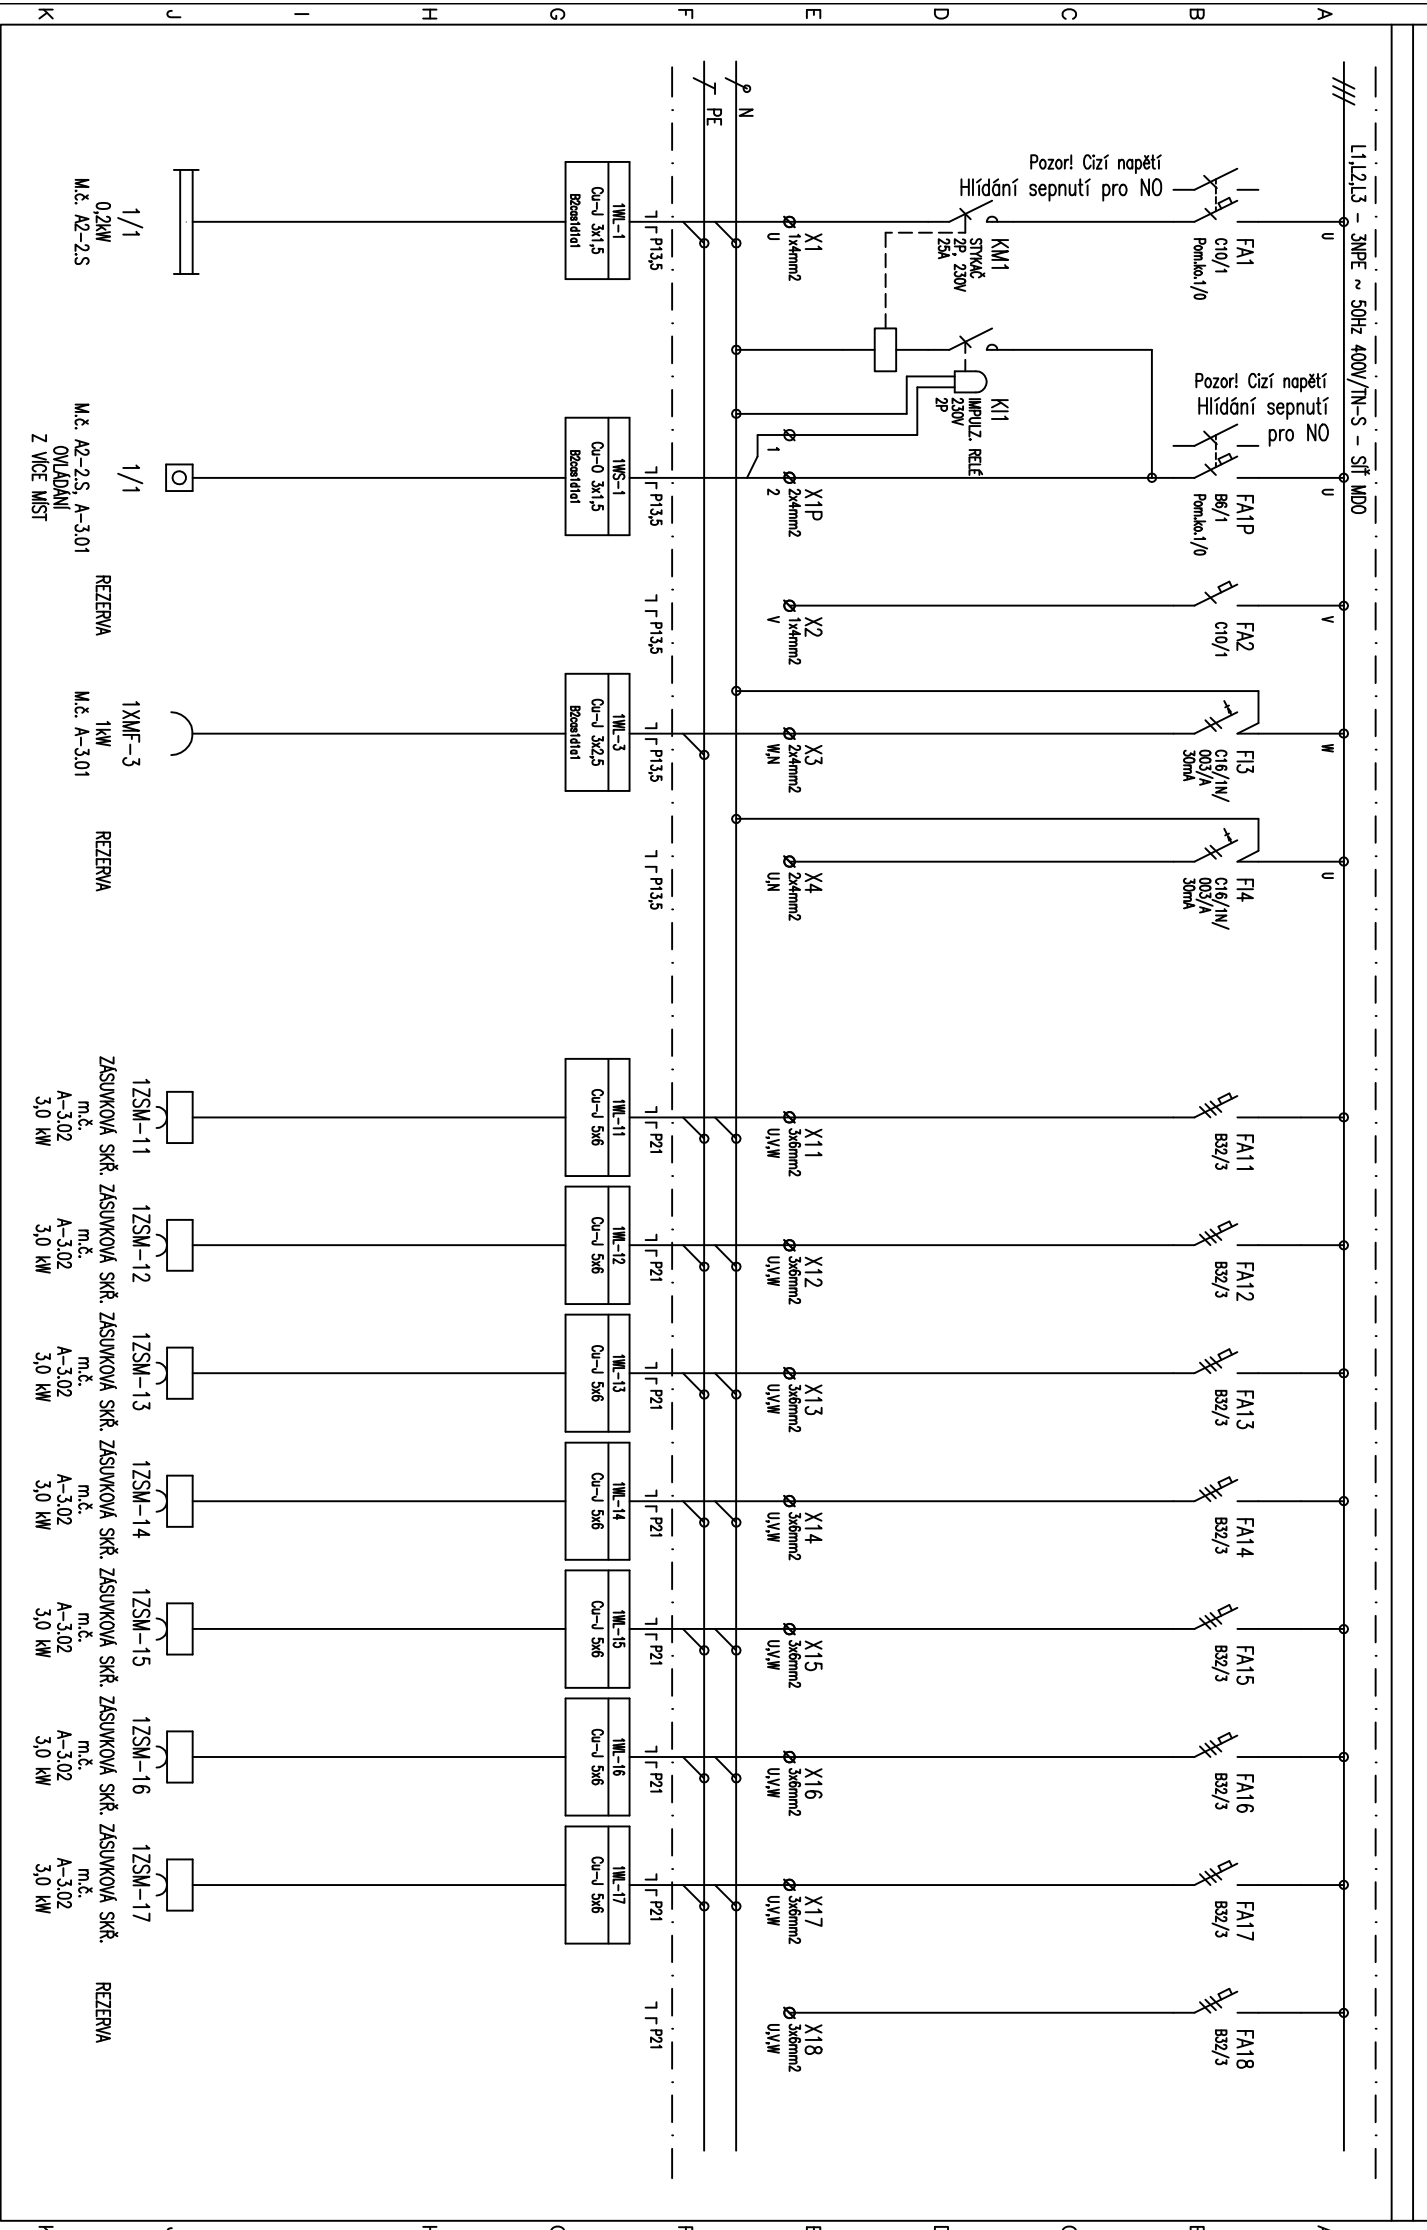 A
B
C
D
E
F
G
H
I
J
K
L1,L2,L3 - 3NPE ~ 50Hz 400V/TN-S - SÍŤ MDO
N
PE
Pozor! Cizí napětí
Hlídání sepnutí pro NO
U
FA1
C10/1
Pom.ko.1/0
KM1
STYKAČ
2P, 230V
25A
X1
1x4mm2
U
P13,5
1WL-1
Cu-J 3x1,5
B2cas1d1a1
1/1
0,2kW
M.č. A2-2.S
KI1
IMPULZ. RELÉ
230V
2P
Pozor! Cizí napětí
Hlídání sepnutí
pro NO
U
FA1P
B6/1
Pom.ko.1/0
X1P
2x4mm2
1
2
P13,5
1WS-1
Cu-O 3x1,5
B2cas1d1a1
1/1
M.č. A2-2.S, A-3.01
OVLÁDÁNÍ
Z VÍCE MÍST
V
FA2
C10/1
X2
1x4mm2
V
P13,5
REZERVA
W
FI3
C16/1N/
003/A
30mA
X3
2x4mm2
W,N
P13,5
1WL-3
Cu-J 3x2,5
B2cas1d1a1
1XMF-3
1kW
M.č. A-3.01
U
FI4
C16/1N/
003/A
30mA
X4
2x4mm2
U,N
P13,5
REZERVA
FA11
B32/3
X11
3x6mm2
U,V,W
P21
1WL-11
Cu-J 5x6
1ZSM-11
ZÁSUVKOVÁ SKŘ.
m.č.
A-3.02
3,0 kW
FA12
B32/3
X12
3x6mm2
U,V,W
P21
1WL-12
Cu-J 5x6
1ZSM-12
ZÁSUVKOVÁ SKŘ.
m.č.
A-3.02
3,0 kW
FA13
B32/3
X13
3x6mm2
U,V,W
P21
1WL-13
Cu-J 5x6
1ZSM-13
ZÁSUVKOVÁ SKŘ.
m.č.
A-3.02
3,0 kW
FA14
B32/3
X14
3x6mm2
U,V,W
P21
1WL-14
Cu-J 5x6
1ZSM-14
ZÁSUVKOVÁ SKŘ.
m.č.
A-3.02
3,0 kW
FA15
B32/3
X15
3x6mm2
U,V,W
P21
1WL-15
Cu-J 5x6
1ZSM-15
ZÁSUVKOVÁ SKŘ.
m.č.
A-3.02
3,0 kW
FA16
B32/3
X16
3x6mm2
U,V,W
P21
1WL-16
Cu-J 5x6
1ZSM-16
ZÁSUVKOVÁ SKŘ.
m.č.
A-3.02
3,0 kW
FA17
B32/3
X17
3x6mm2
U,V,W
P21
1WL-17
Cu-J 5x6
1ZSM-17
ZÁSUVKOVÁ SKŘ.
m.č.
A-3.02
3,0 kW
FA18
B32/3
X18
3x6mm2
U,V,W
P21
REZERVA